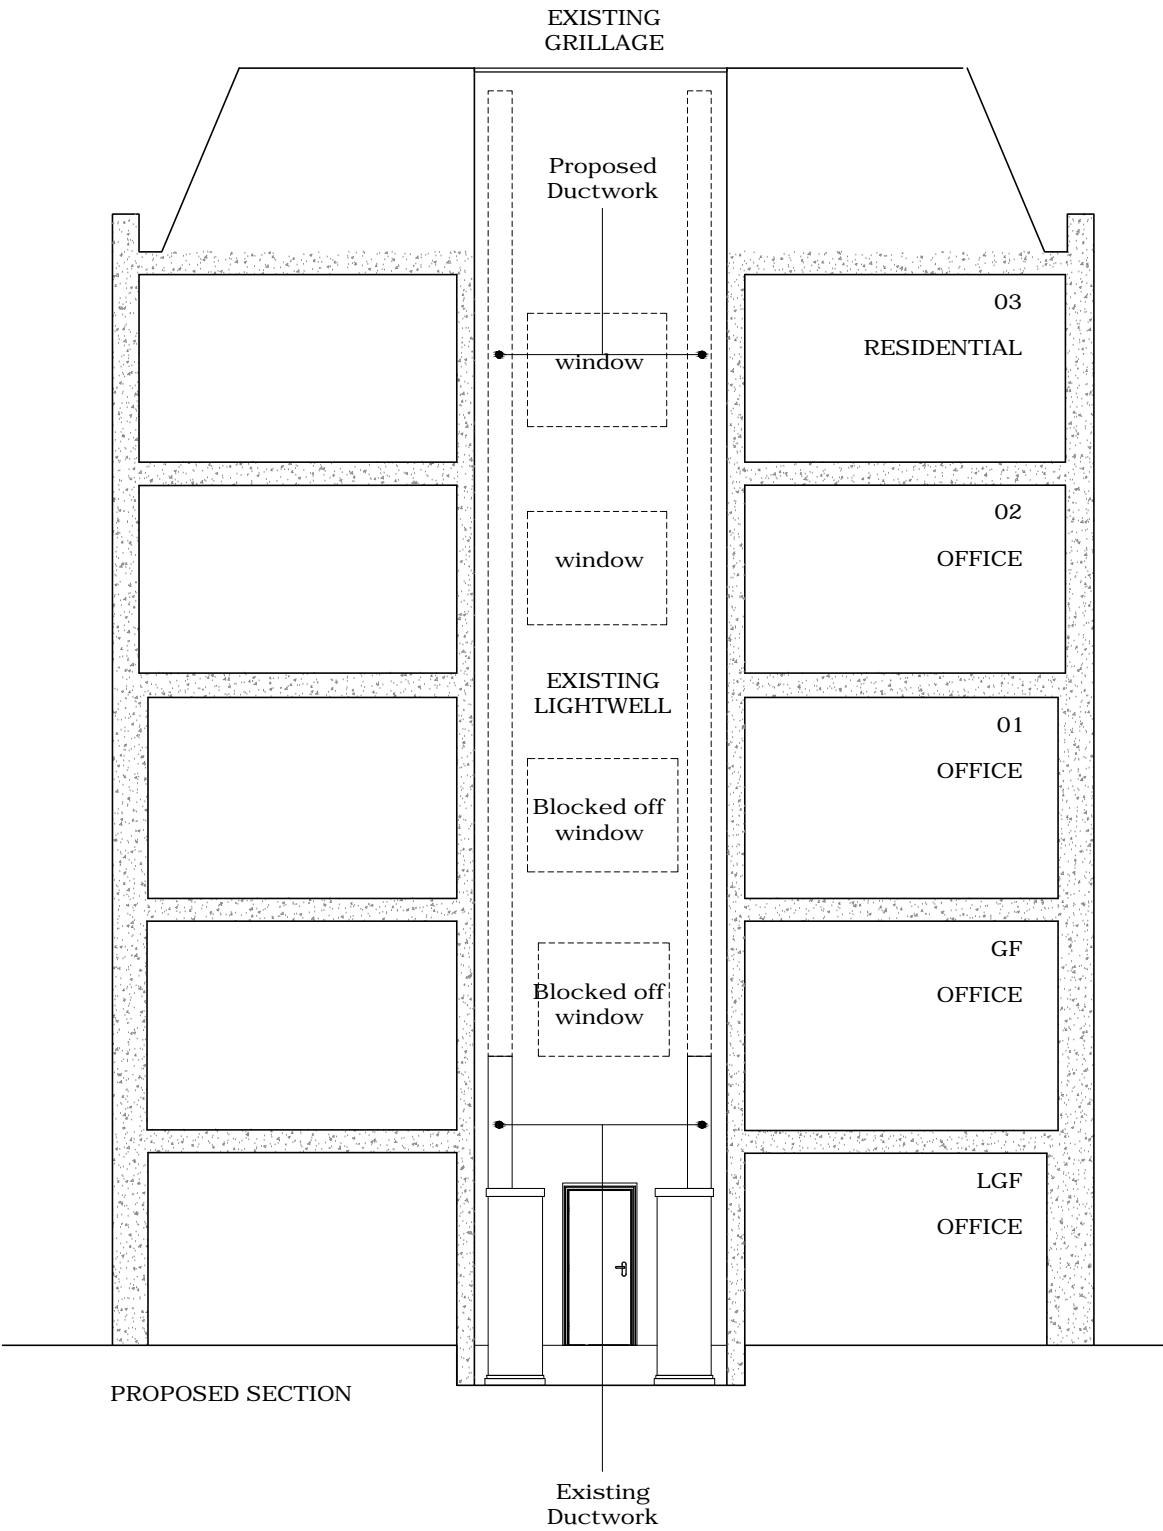 EXISTING
GRILLAGE
Proposed
Ductwork
03
window
RESIDENTIAL
02
window
OFFICE
EXISTING
LIGHTWELL
01
OFFICE
Blocked off
window
GF
Blocked off
window
OFFICE
LGF
OFFICE
PROPOSED SECTION
Existing
Ductwork